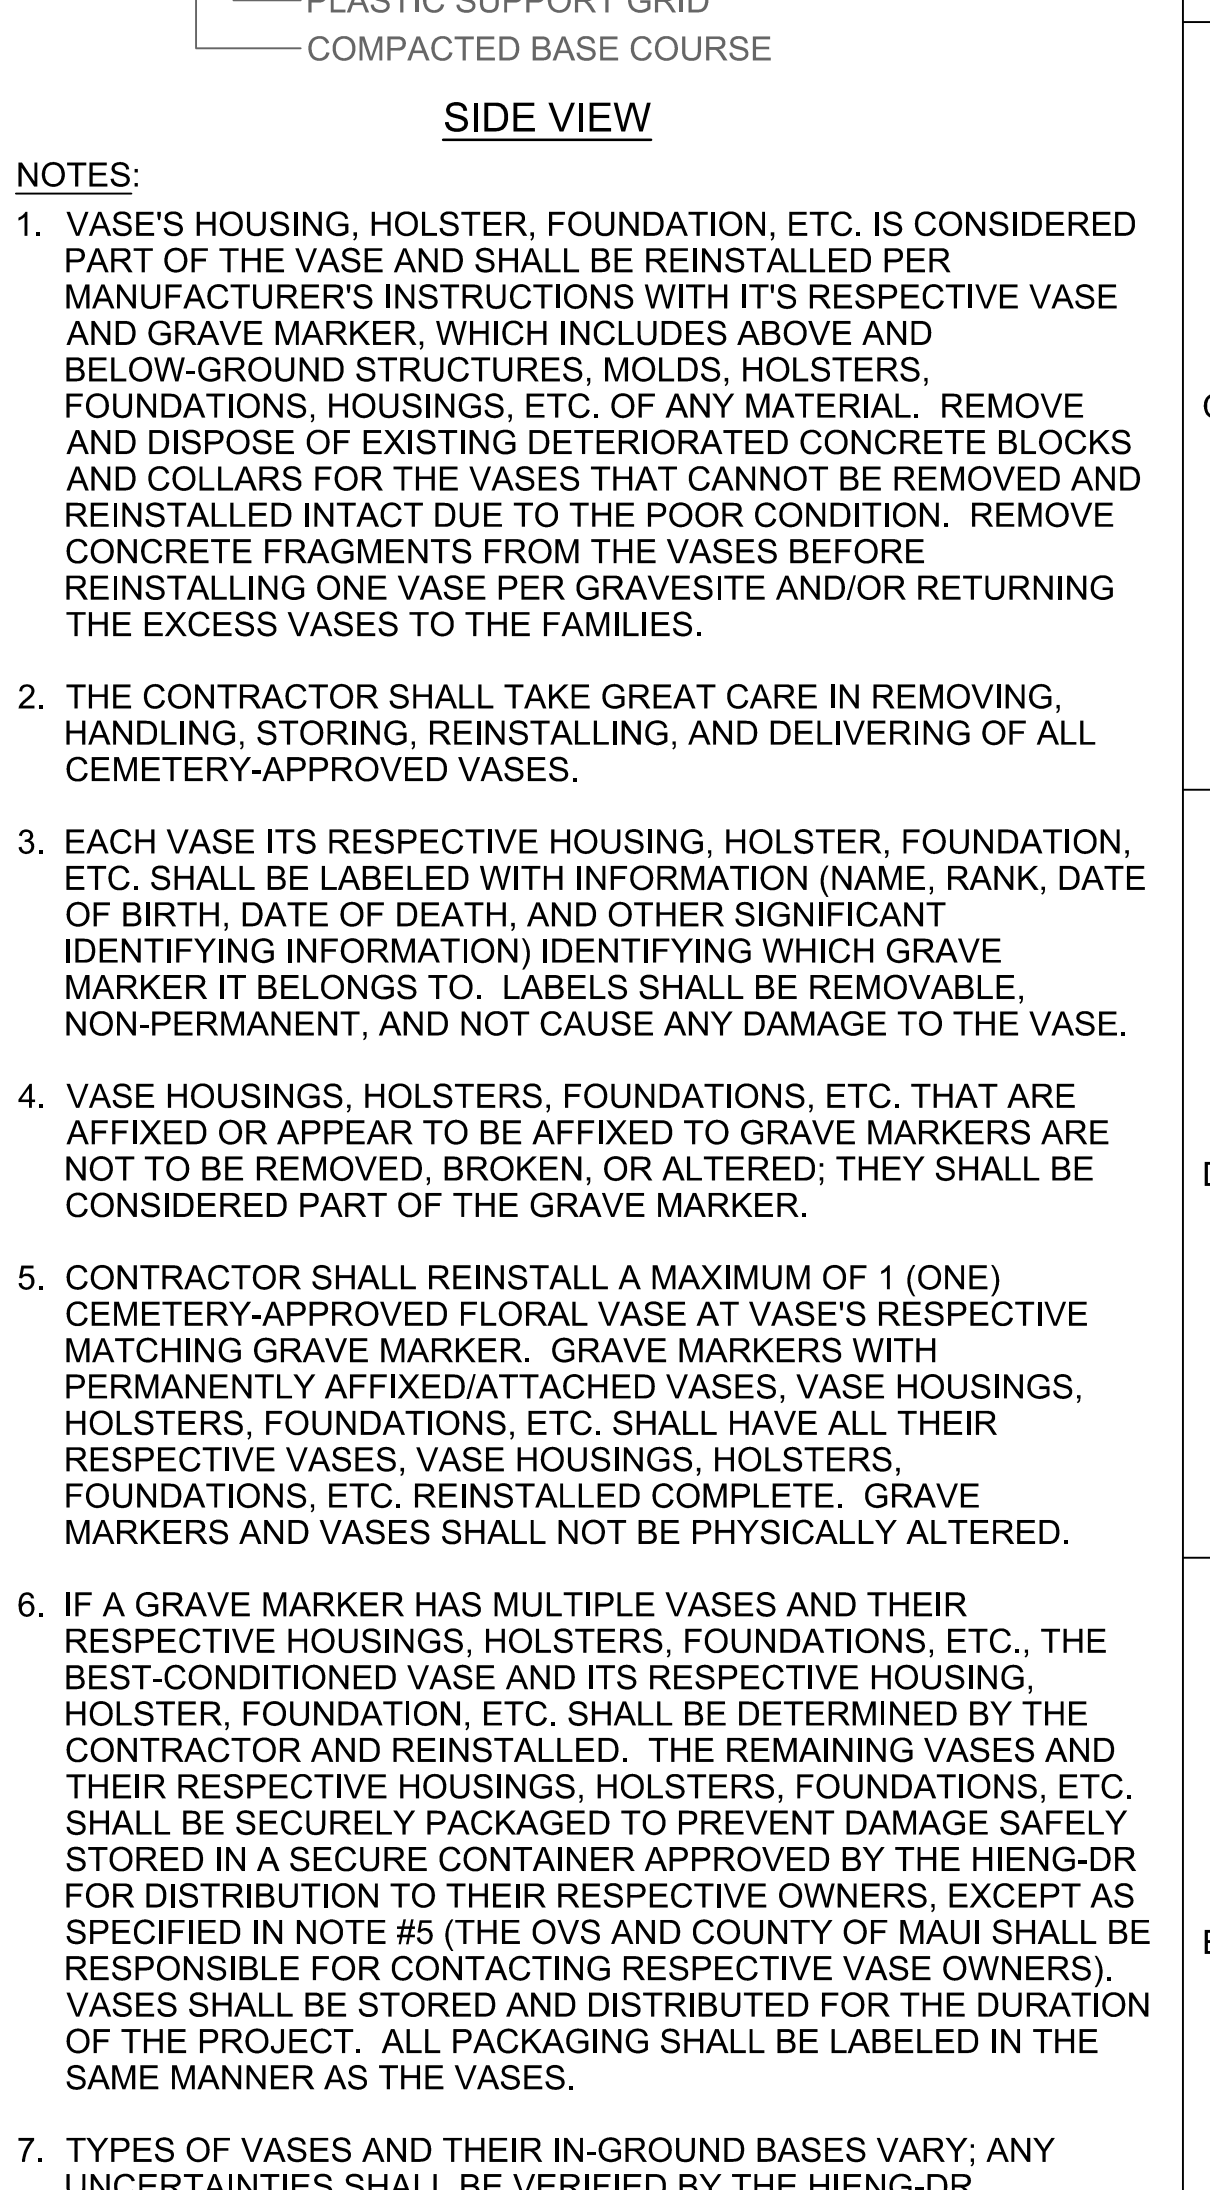 PLASTIC SUPPORT GRID
COMPACTED BASE COURSE
SIDE VIEW
NOTES:
1. VASE'S HOUSING, HOLSTER, FOUNDATION, ETC. IS CONSIDERED
PART OF THE VASE AND SHALL BE REINSTALLED PER
MANUFACTURER'S INSTRUCTIONS WITH IT'S RESPECTIVE VASE
AND GRAVE MARKER, WHICH INCLUDES ABOVE AND
BELOW-GROUND STRUCTURES, MOLDS, HOLSTERS,
FOUNDATIONS, HOUSINGS, ETC. OF ANY MATERIAL. REMOVE
AND DISPOSE OF EXISTING DETERIORATED CONCRETE BLOCKS
AND COLLARS FOR THE VASES THAT CANNOT BE REMOVED AND
REINSTALLED INTACT DUE TO THE POOR CONDITION. REMOVE
CONCRETE FRAGMENTS FROM THE VASES BEFORE
REINSTALLING ONE VASE PER GRAVESITE AND/OR RETURNING
THE EXCESS VASES TO THE FAMILIES.
2. THE CONTRACTOR SHALL TAKE GREAT CARE IN REMOVING,
HANDLING, STORING, REINSTALLING, AND DELIVERING OF ALL
CEMETERY-APPROVED VASES.
3. EACH VASE ITS RESPECTIVE HOUSING, HOLSTER, FOUNDATION,
ETC. SHALL BE LABELED WITH INFORMATION (NAME, RANK, DATE
OF BIRTH, DATE OF DEATH, AND OTHER SIGNIFICANT
IDENTIFYING INFORMATION) IDENTIFYING WHICH GRAVE
MARKER IT BELONGS TO. LABELS SHALL BE REMOVABLE,
NON-PERMANENT, AND NOT CAUSE ANY DAMAGE TO THE VASE.
4. VASE HOUSINGS, HOLSTERS, FOUNDATIONS, ETC. THAT ARE
AFFIXED OR APPEAR TO BE AFFIXED TO GRAVE MARKERS ARE
NOT TO BE REMOVED, BROKEN, OR ALTERED; THEY SHALL BE
CONSIDERED PART OF THE GRAVE MARKER.
5. CONTRACTOR SHALL REINSTALL A MAXIMUM OF 1 (ONE)
CEMETERY-APPROVED FLORAL VASE AT VASE'S RESPECTIVE
MATCHING GRAVE MARKER. GRAVE MARKERS WITH
PERMANENTLY AFFIXED/ATTACHED VASES, VASE HOUSINGS,
HOLSTERS, FOUNDATIONS, ETC. SHALL HAVE ALL THEIR
RESPECTIVE VASES, VASE HOUSINGS, HOLSTERS,
FOUNDATIONS, ETC. REINSTALLED COMPLETE. GRAVE
MARKERS AND VASES SHALL NOT BE PHYSICALLY ALTERED.
6. IF A GRAVE MARKER HAS MULTIPLE VASES AND THEIR
RESPECTIVE HOUSINGS, HOLSTERS, FOUNDATIONS, ETC., THE
BEST-CONDITIONED VASE AND ITS RESPECTIVE HOUSING,
HOLSTER, FOUNDATION, ETC. SHALL BE DETERMINED BY THE
CONTRACTOR AND REINSTALLED. THE REMAINING VASES AND
THEIR RESPECTIVE HOUSINGS, HOLSTERS, FOUNDATIONS, ETC.
SHALL BE SECURELY PACKAGED TO PREVENT DAMAGE SAFELY
STORED IN A SECURE CONTAINER APPROVED BY THE HIENG-DR
FOR DISTRIBUTION TO THEIR RESPECTIVE OWNERS, EXCEPT AS
SPECIFIED IN NOTE #5 (THE OVS AND COUNTY OF MAUI SHALL BE
RESPONSIBLE FOR CONTACTING RESPECTIVE VASE OWNERS).
VASES SHALL BE STORED AND DISTRIBUTED FOR THE DURATION
OF THE PROJECT. ALL PACKAGING SHALL BE LABELED IN THE
SAME MANNER AS THE VASES.
7. TYPES OF VASES AND THEIR IN-GROUND BASES VARY; ANY
UNCERTAINTIES SHALL BE VERIFIED BY THE HIENG-DR